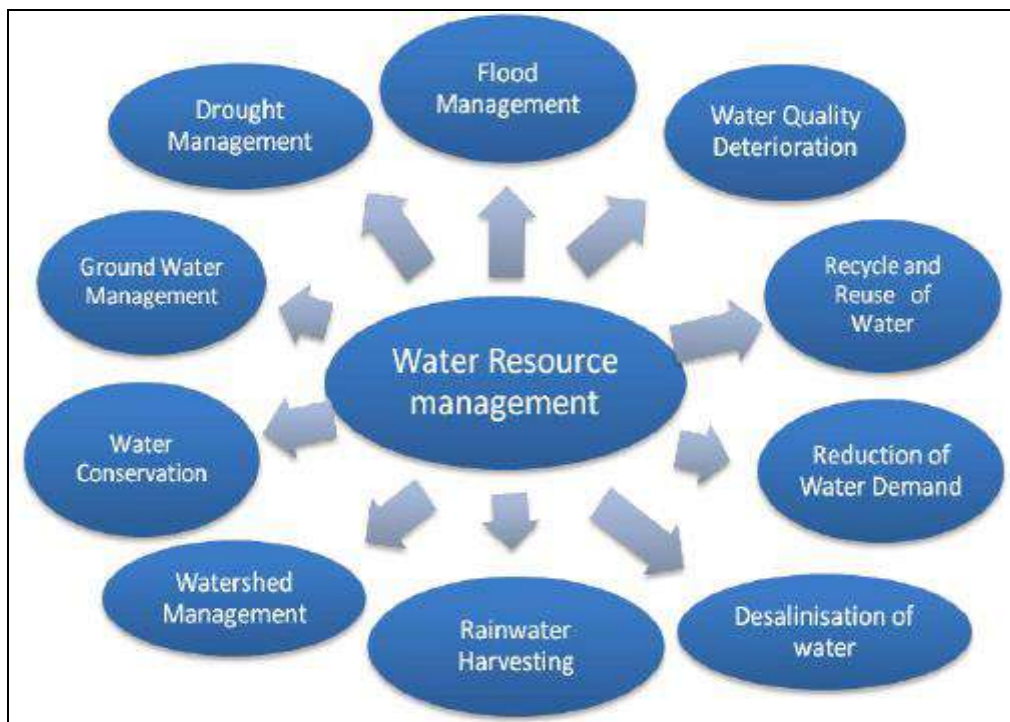 Flood
Management
Drought
Management
Water Quality
Deterioration
Ground Water
Management
Recycle and
Reuse of
Water
Water Resource
management
Water
Conservation
Reduction of
Water Demand
Watershed
Management
Rainwater
Harvesting
Desalinisation of
water